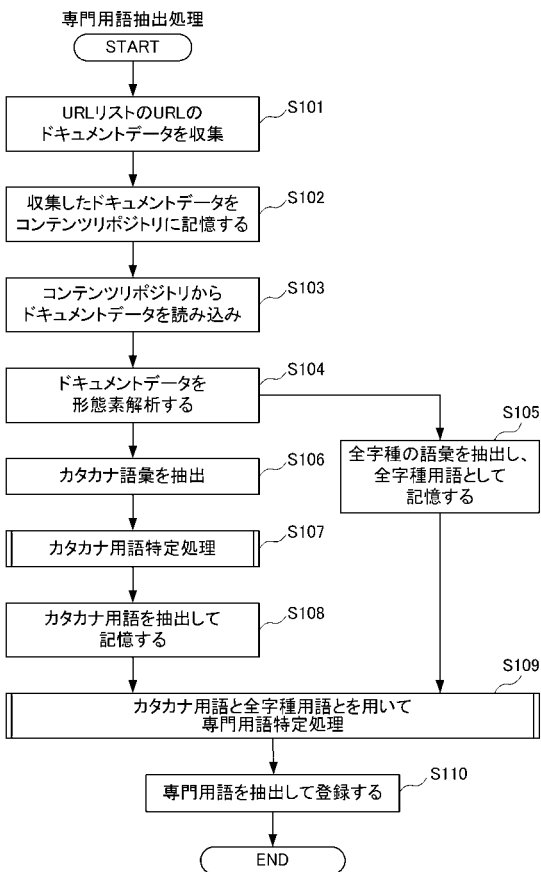 専門用語抽出処理
START
URLリストのURLの
ドキュメントデータを収集
S101
収集したドキュメントデータを
コンテンツリポジトリに記憶する
S102
コンテンツリポジトリから
ドキュメントデータを読み込み
S103
ドキュメントデータを
形態素解析する
S104
全字種の語彙を抽出し、
全字種用語として
記憶する
S105
カタカナ語彙を抽出
S106
カタカナ用語特定処理
S107
カタカナ用語を抽出して
記憶する
S108
カタカナ用語と全字種用語とを用いて
専門用語特定処理
S109
専門用語を抽出して登録する
S110
END